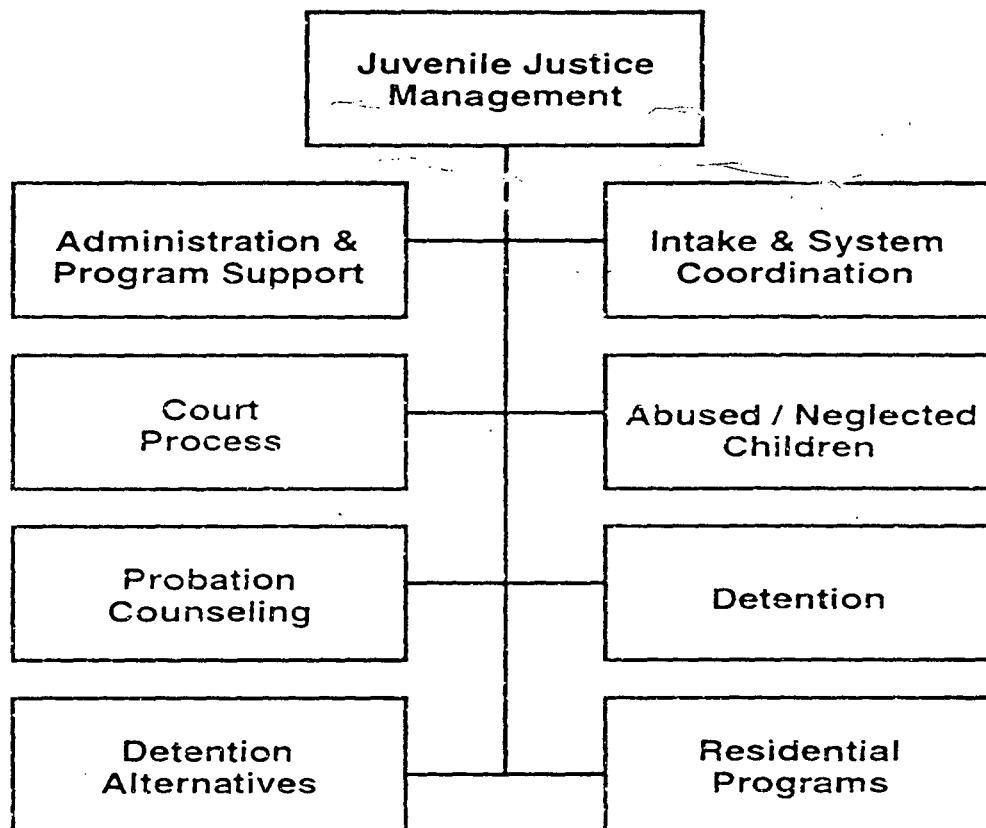 Juvenile Justice
Management
Administration &
Program Support
Intake & System
Coordination
Court
Process
Abused / Neglected
Children
Probation
Counseling
Detention
Detention
Alternatives
Residential
Programs